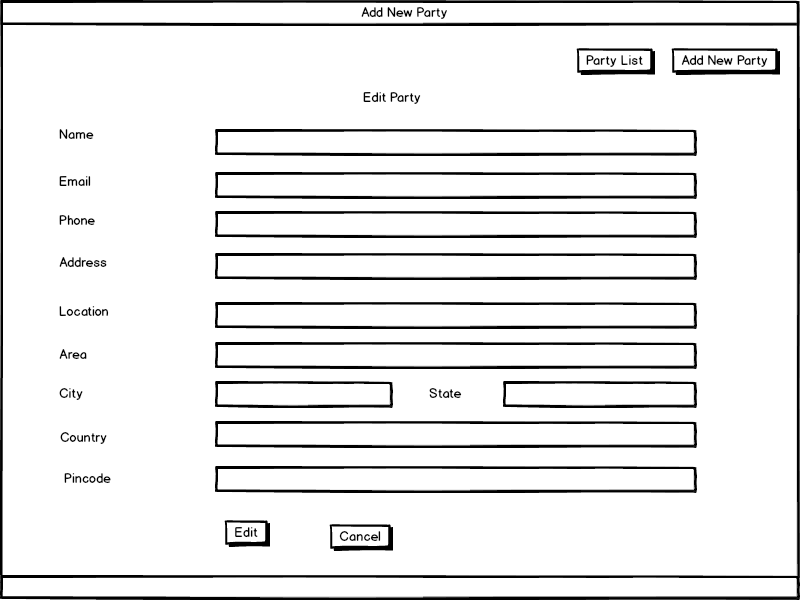 Add New Party
Party List
Add New Party
Edit Party
Name
Email
Phone
Address
Location
Area
City
State
Country
Pincode
Edit
Cancel